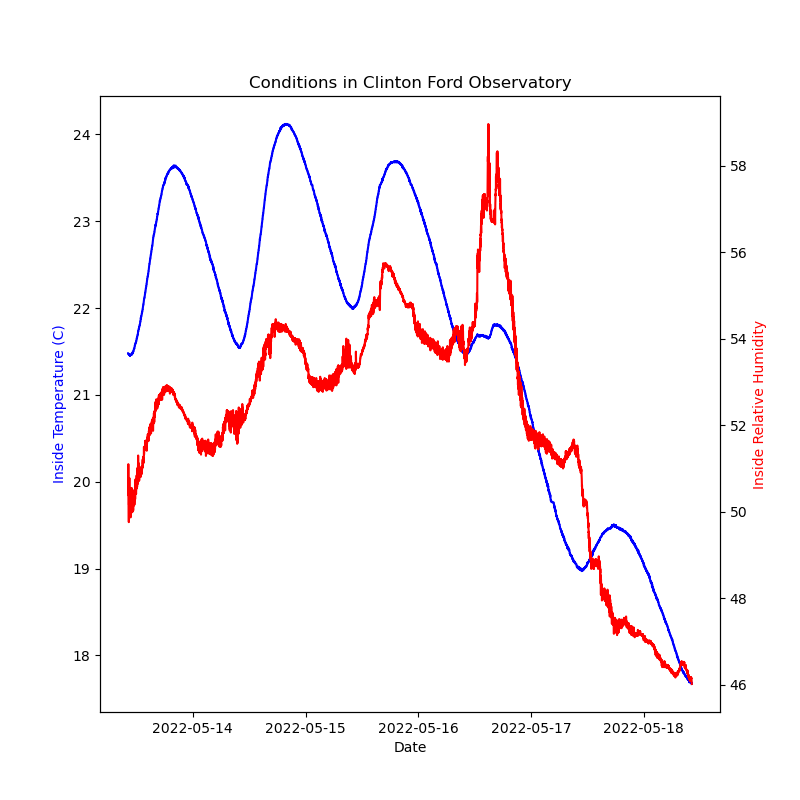 Conditions in Clinton Ford Observatory
24
23
22
21
20
19
18
Inside Temperature (C)
58
56
54
52
50
48
46
Inside Relative Humidity
2022-05-14 2022-05-15 2022-05-16 2022-05-17 2022-05-18
Date